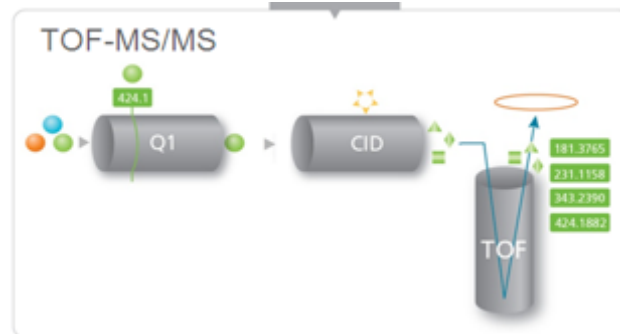 TOF-MS/MS
424.1
Q1
CID
TOF
181.3765
231.1158
343.2390
424.1882